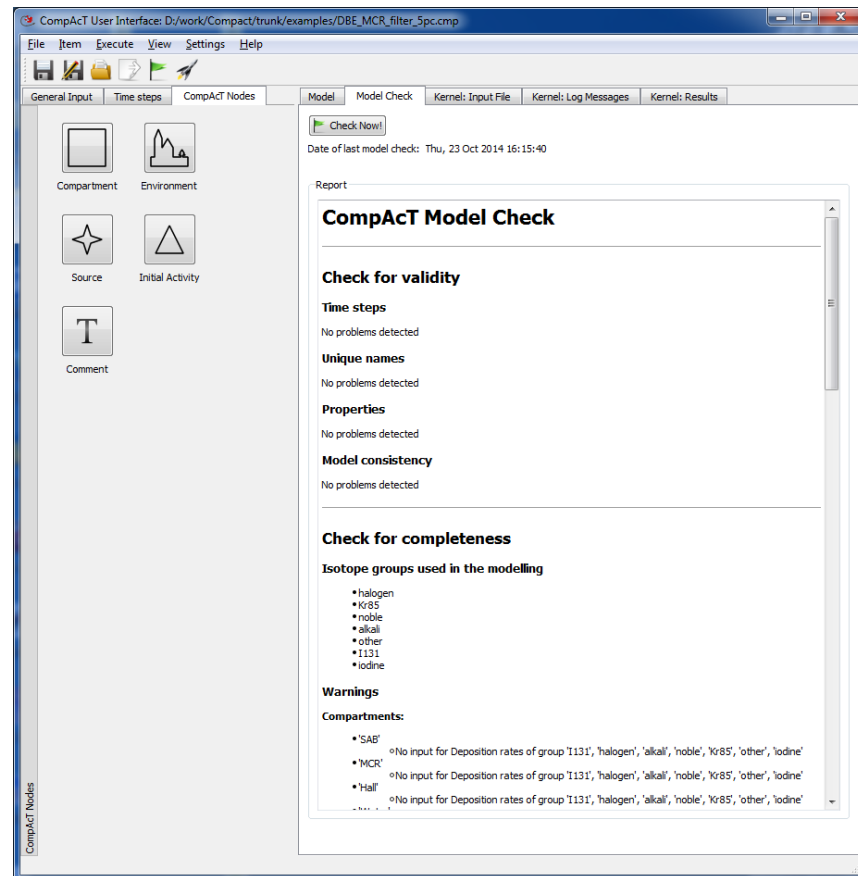 CompAcT User Interface: D:/work/Compact/trunk/examples/DBE_MCR_filter_5pc.cmp
File Item Execute View Settings Help
General Input Time steps CompAcT Nodes
Model Model Check Kernel: Input File Kernel: Log Messages Kernel: Results
Compartment Environment
Source Initial Activity
T
Comment
CompAcT Nodes
Check Now!
Date of last model check: Thu, 23 Oct 2014 16:15:40
Report
CompAcT Model Check
Check for validity
Time steps
No problems detected
Unique names
No problems detected
Properties
No problems detected
Model consistency
No problems detected
Check for completeness
Isotope groups used in the modelling
•halogen
•Kr85
•noble
•alkali
•other
•I131
•iodine
Warnings
Compartments:
•'SAB'
◦No input for Deposition rates of group 'I131', 'halogen', 'alkali', 'noble', 'Kr85', 'other', 'iodine'
•'MCR'
◦No input for Deposition rates of group 'I131', 'halogen', 'alkali', 'noble', 'Kr85', 'other', 'iodine'
•'Hall'
◦No input for Deposition rates of group 'I131', 'halogen', 'alkali', 'noble', 'Kr85', 'other', 'iodine'